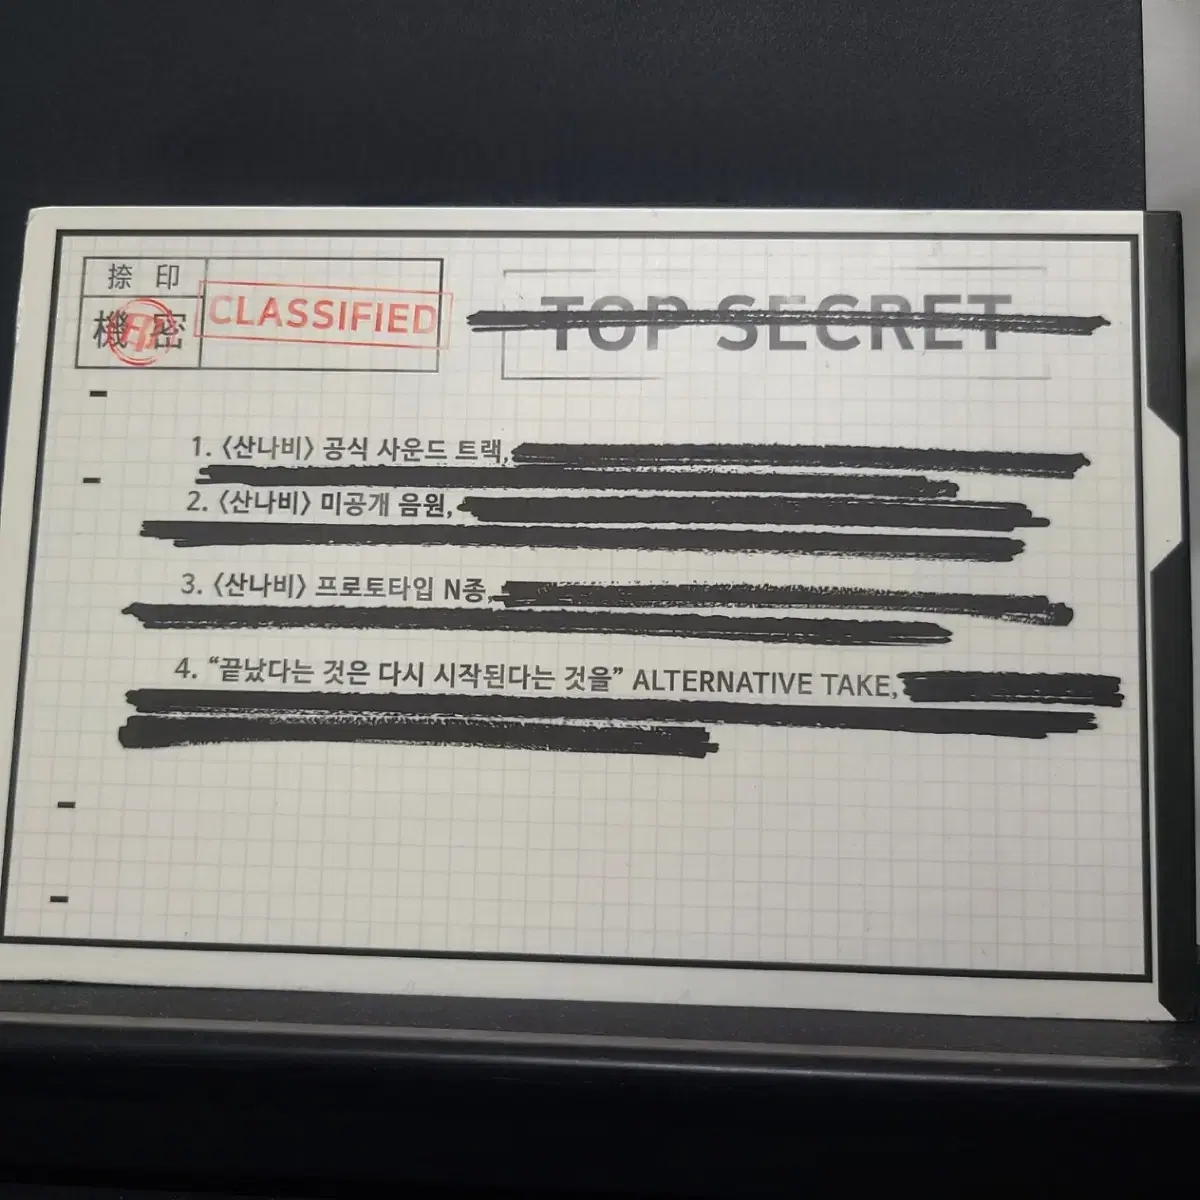 捺 印
機 密
CLASSIFIED
TOP SECRET
1. 〈산나비〉 공식 사운드 트랙,
2. 〈산나비〉 미공개 음원,
3. 〈산나비〉 프로토타입 N종,
4. “끝났다는 것은 다시 시작된다는 것을” ALTERNATIVE TAKE,